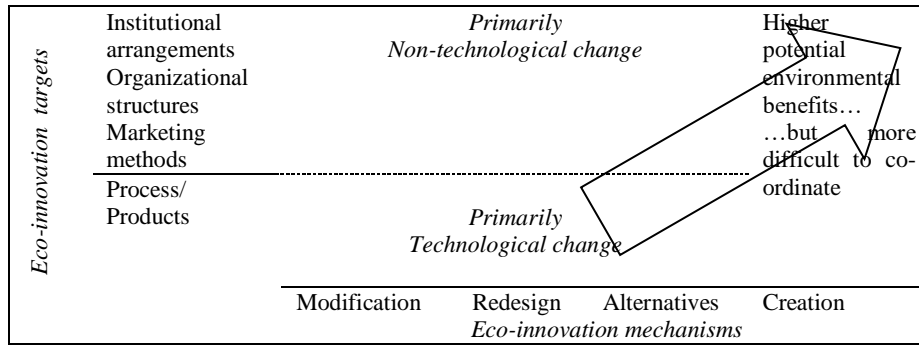 Eco-innovation targets
Institutional
arrangements
Organizational
structures
Marketing
methods
Process/
Products
Primarily
Non-technological change
Primarily
Technological change
Higher
potential
environmental
benefits…
…but more
difficult to co-
ordinate
Modification Redesign Alternatives Creation
Eco-innovation mechanisms